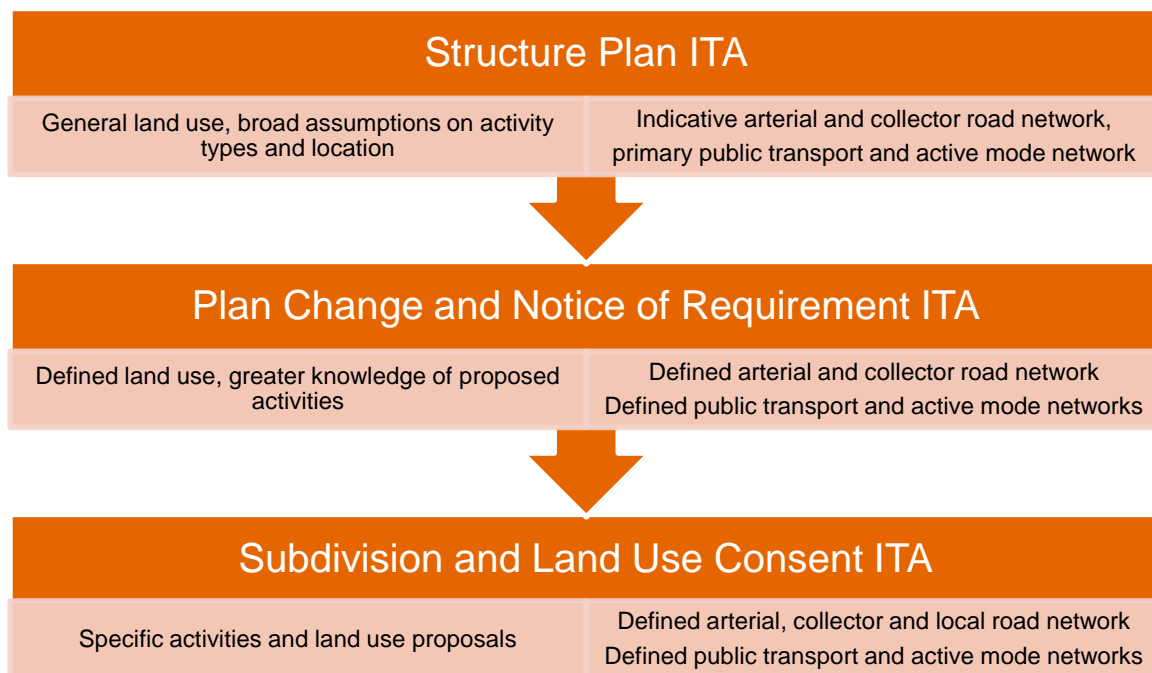 Structure Plan ITA
General land use, broad assumptions on activity
types and location
Indicative arterial and collector road network,
primary public transport and active mode network
Plan Change and Notice of Requirement ITA
Defined land use, greater knowledge of proposed
activities
Defined arterial and collector road network
Defined public transport and active mode networks
Subdivision and Land Use Consent ITA
Specific activities and land use proposals
Defined arterial, collector and local road network
Defined public transport and active mode networks